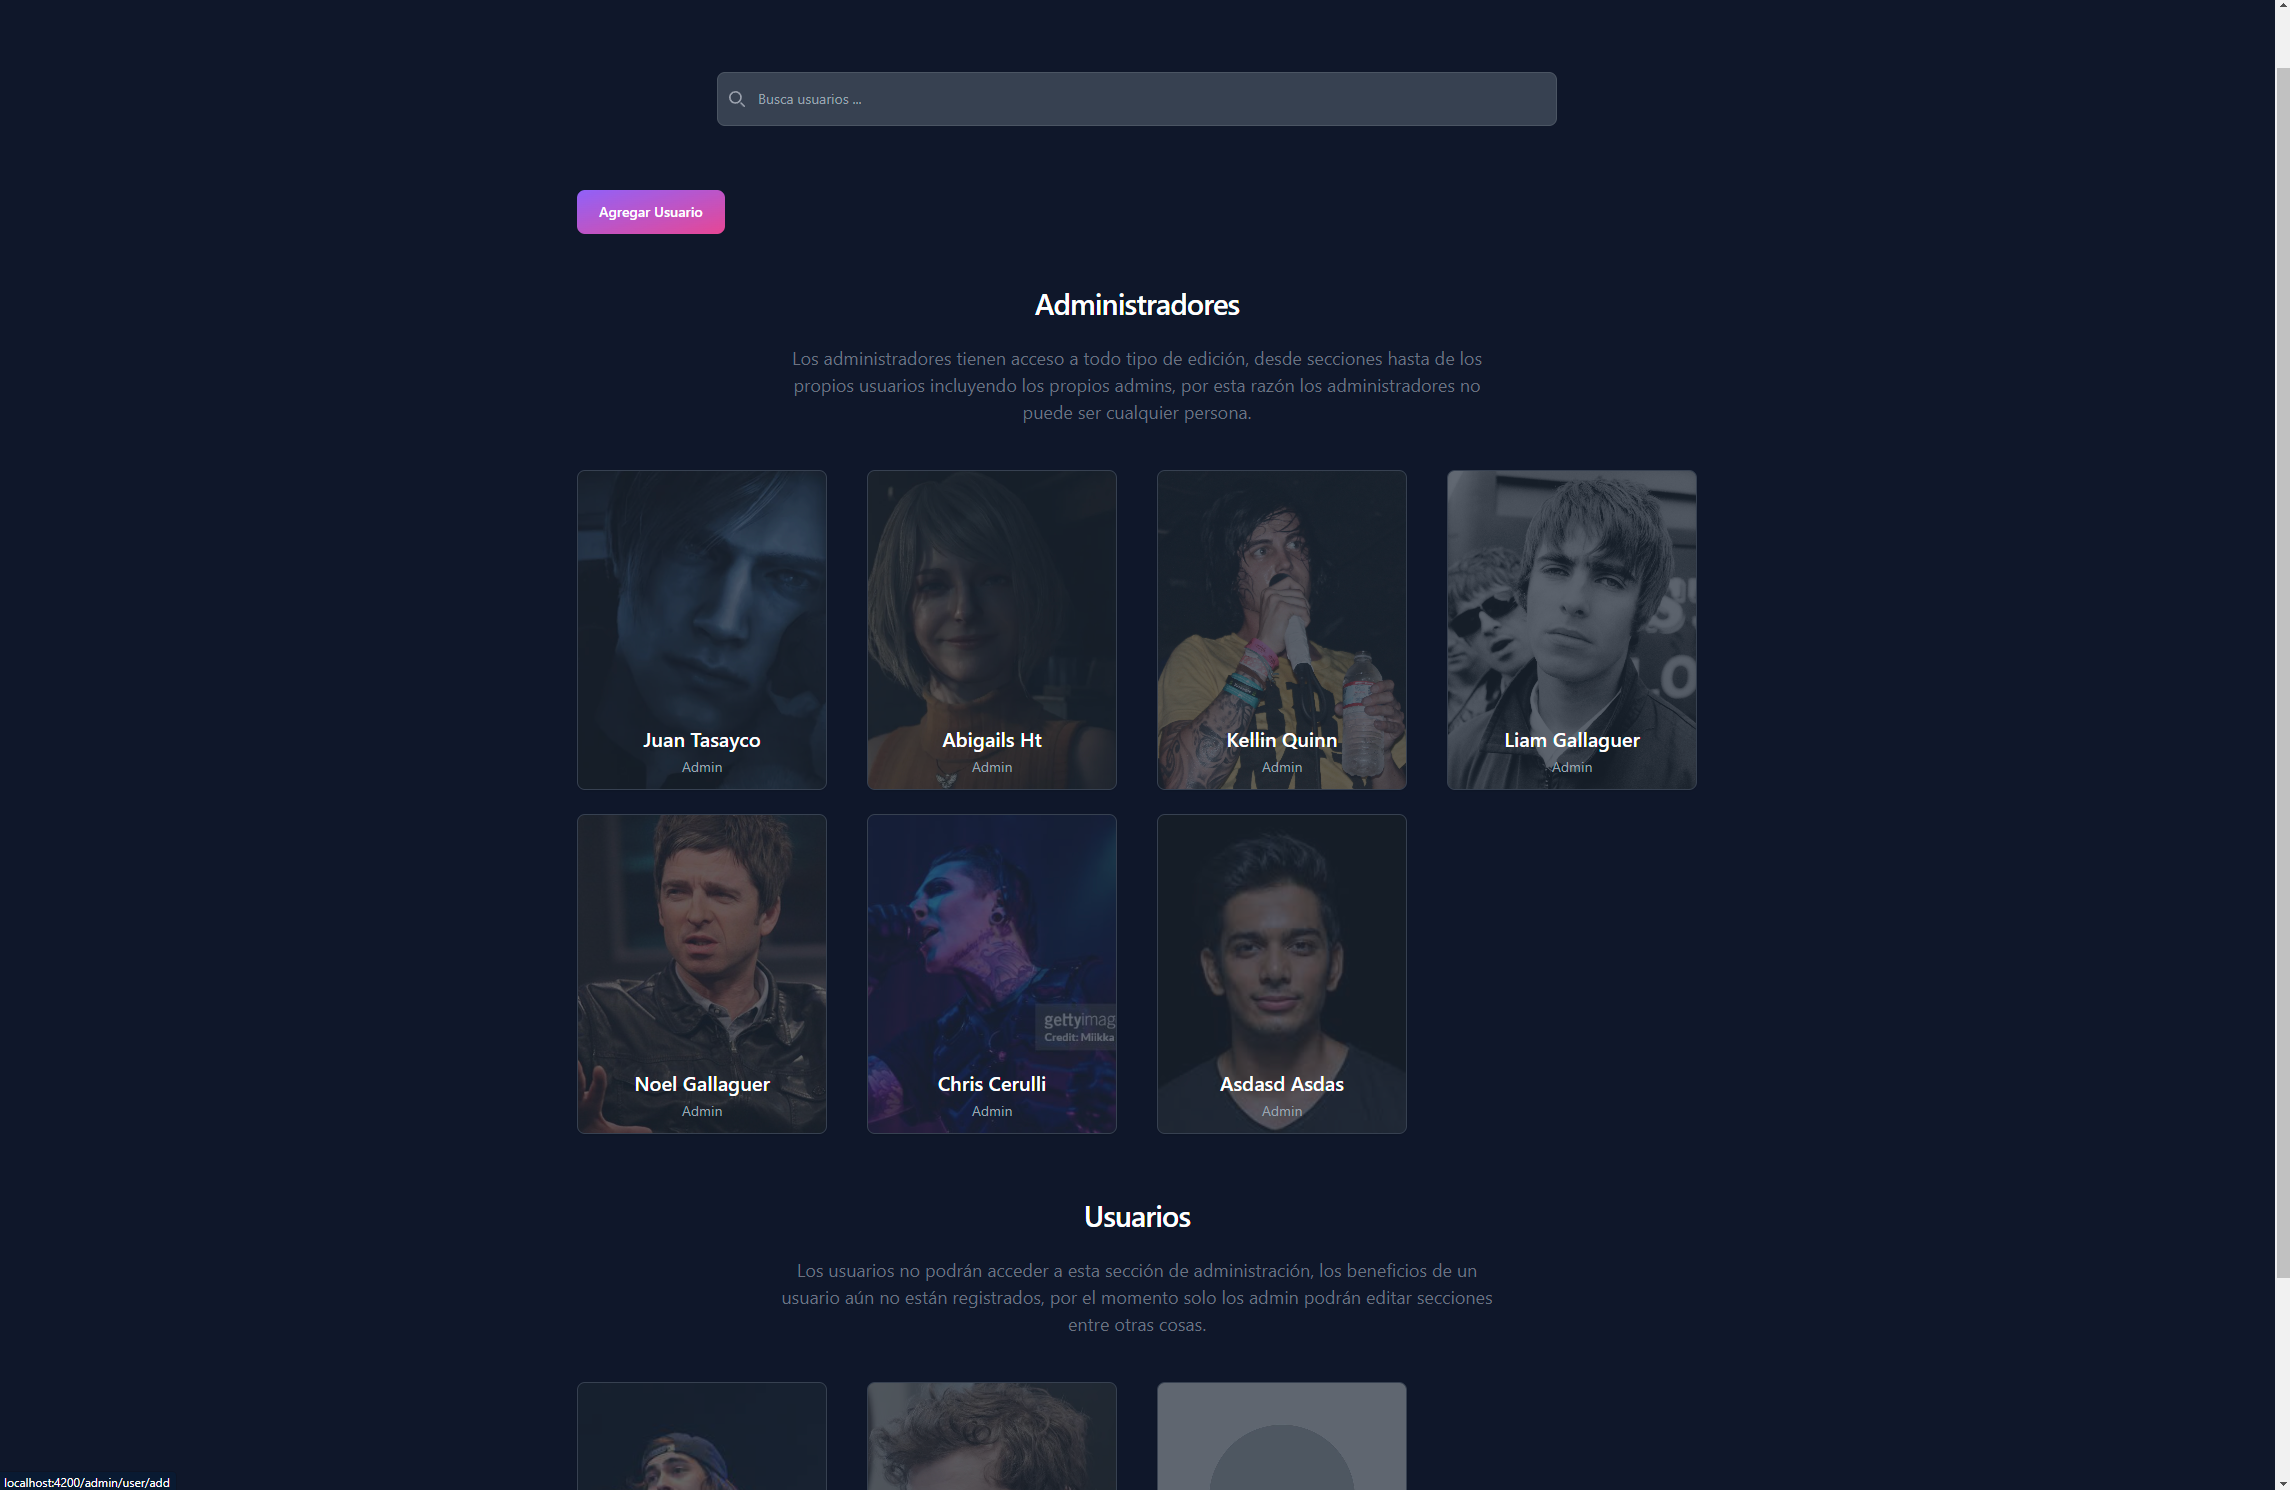 Busca usuarios ...
Agregar Usuario
Administradores
Los administradores tienen acceso a todo tipo de edición, desde secciones hasta de los
propios usuarios incluyendo los propios admins, por esta razón los administradores no
puede ser cualquier persona.
Juan Tasayco
Admin
Abigails Ht
Admin
Kellin Quinn
Admin
LO
Liam Gallaguer
Admin
Noel Gallaguer
Admin
gettyimag
Credit: Miikka
Chris Cerulli
Admin
Asdasd Asdas
Admin
Usuarios
Los usuarios no podrán acceder a esta sección de administración, los beneficios de un
usuario aún no están registrados, por el momento solo los admin podrán editar secciones
entre otras cosas.
localhost:4200/admin/user/add